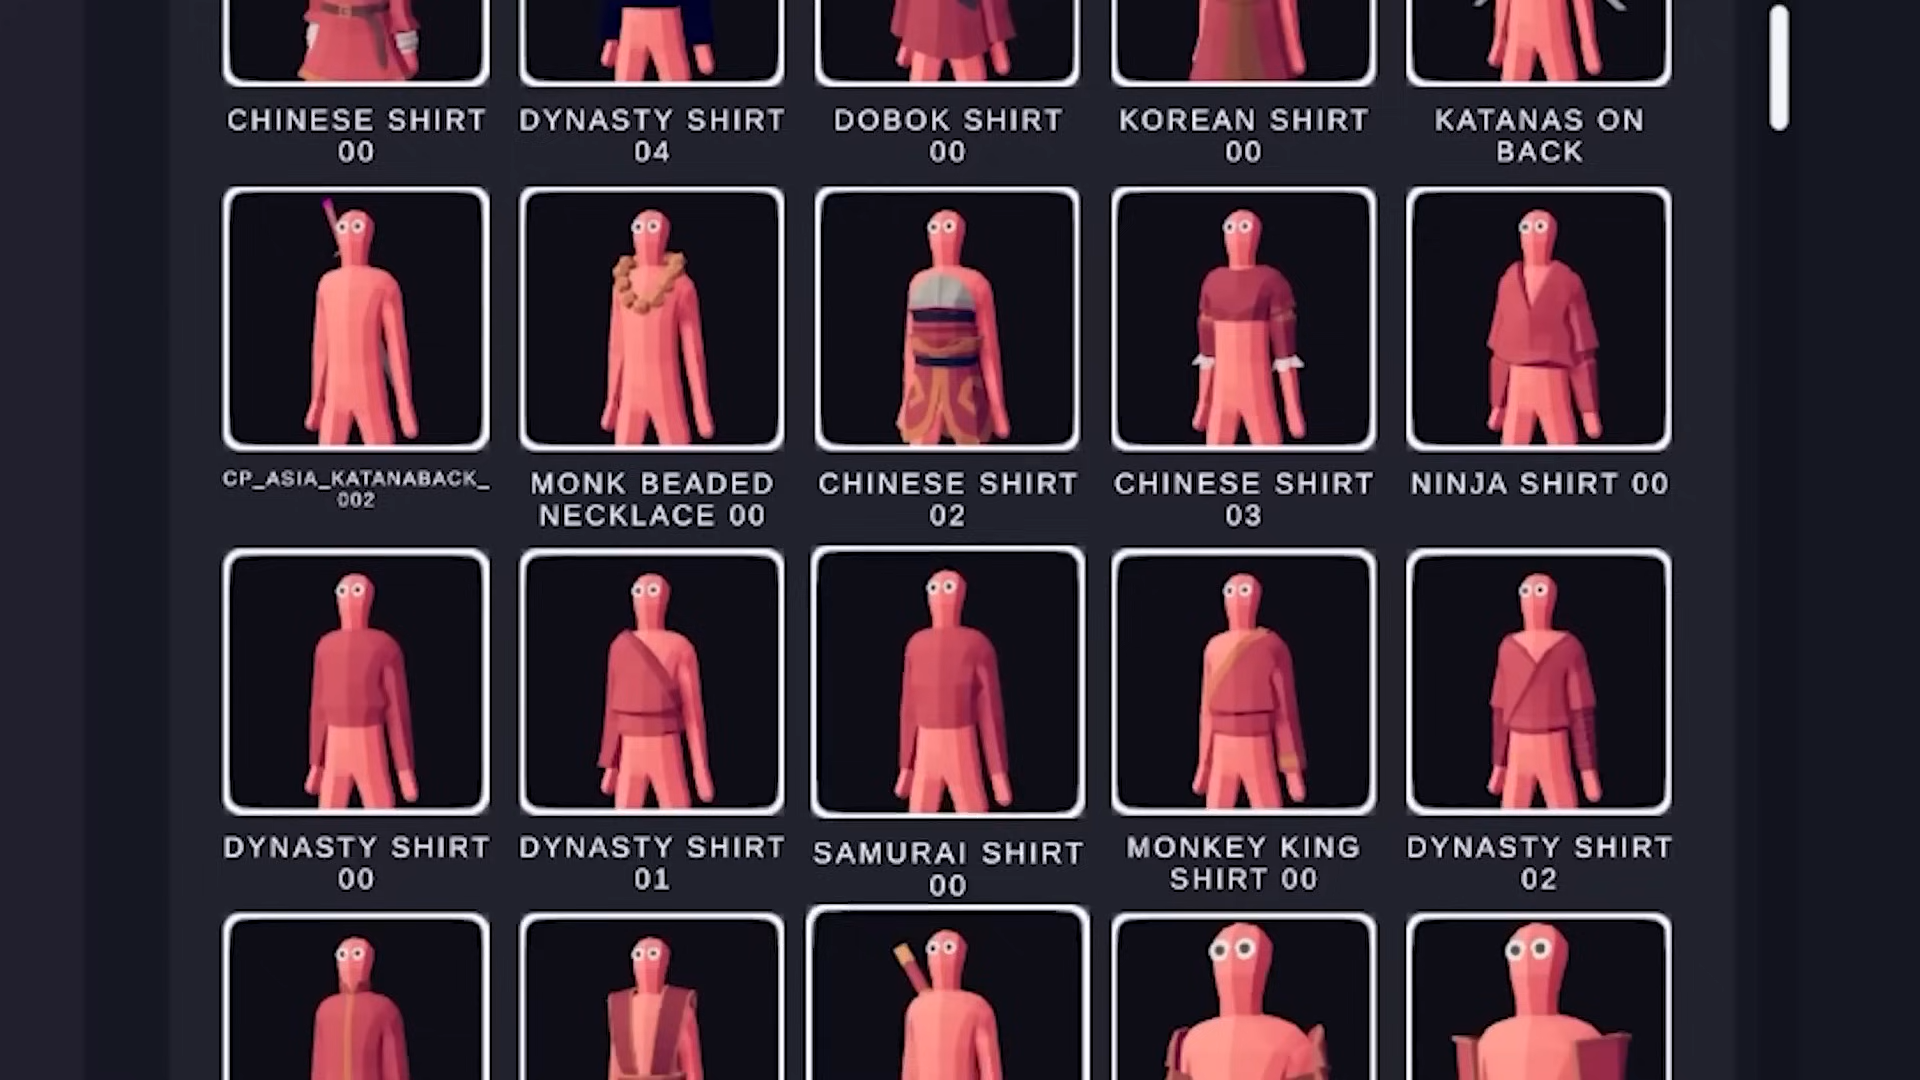 CHINESE SHIRT
00
DYNASTY SHIRT
04
DOBOK SHIRT
00
KOREAN SHIRT
00
KATANAS ON
BACK
CP_ASIA_KATANABACK_
002
MONK BEADED
NECKLACE 00
CHINESE SHIRT
02
CHINESE SHIRT
03
NINJA SHIRT 00
DYNASTY SHIRT
00
DYNASTY SHIRT
01
SAMURAI SHIRT
00
MONKEY KING
SHIRT 00
DYNASTY SHIRT
02